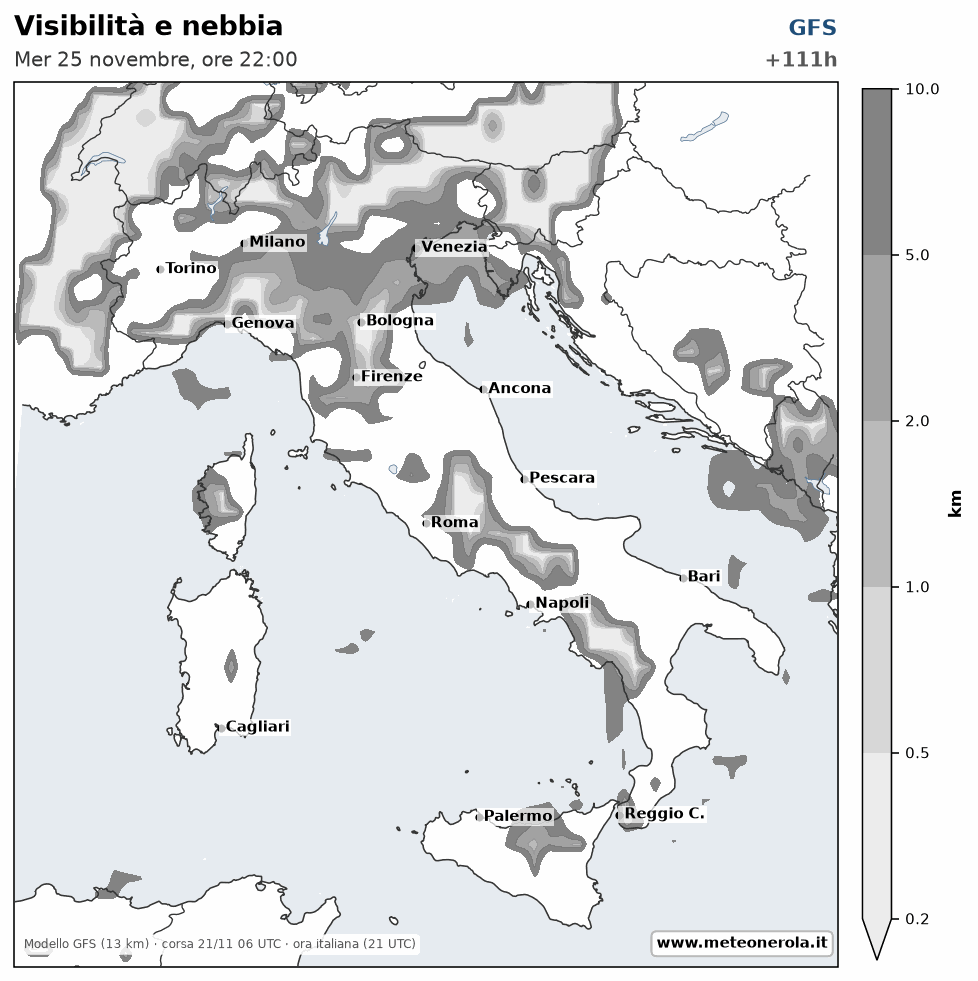 Visibilità e nebbia
GFS
Mer 25 novembre, ore 22:00
+111h
10.0
5.0
2.0
1.0
0.5
0.2
km
Milano
Venezia
Torino
Genova
Bologna
Firenze
Ancona
Pescara
Roma
Bari
Napoli
Cagliari
Palermo
Reggio C.
Modello GFS (13 km) · corsa 21/11 06 UTC · ora italiana (21 UTC)
www.meteonerola.it